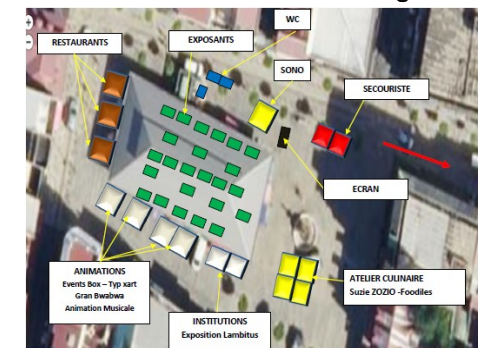 WC
RESTAURANTS
EXPOSANTS
SONO
SECOURISTE
ECRAN
ANIMATIONS
Events Box – Typ xart
Gran Bwabwa
Animation Musicale
ATELIER CULINAIRE
Suzie ZOZIO -Foodiles
INSTITUTIONS
Exposition Lambitus